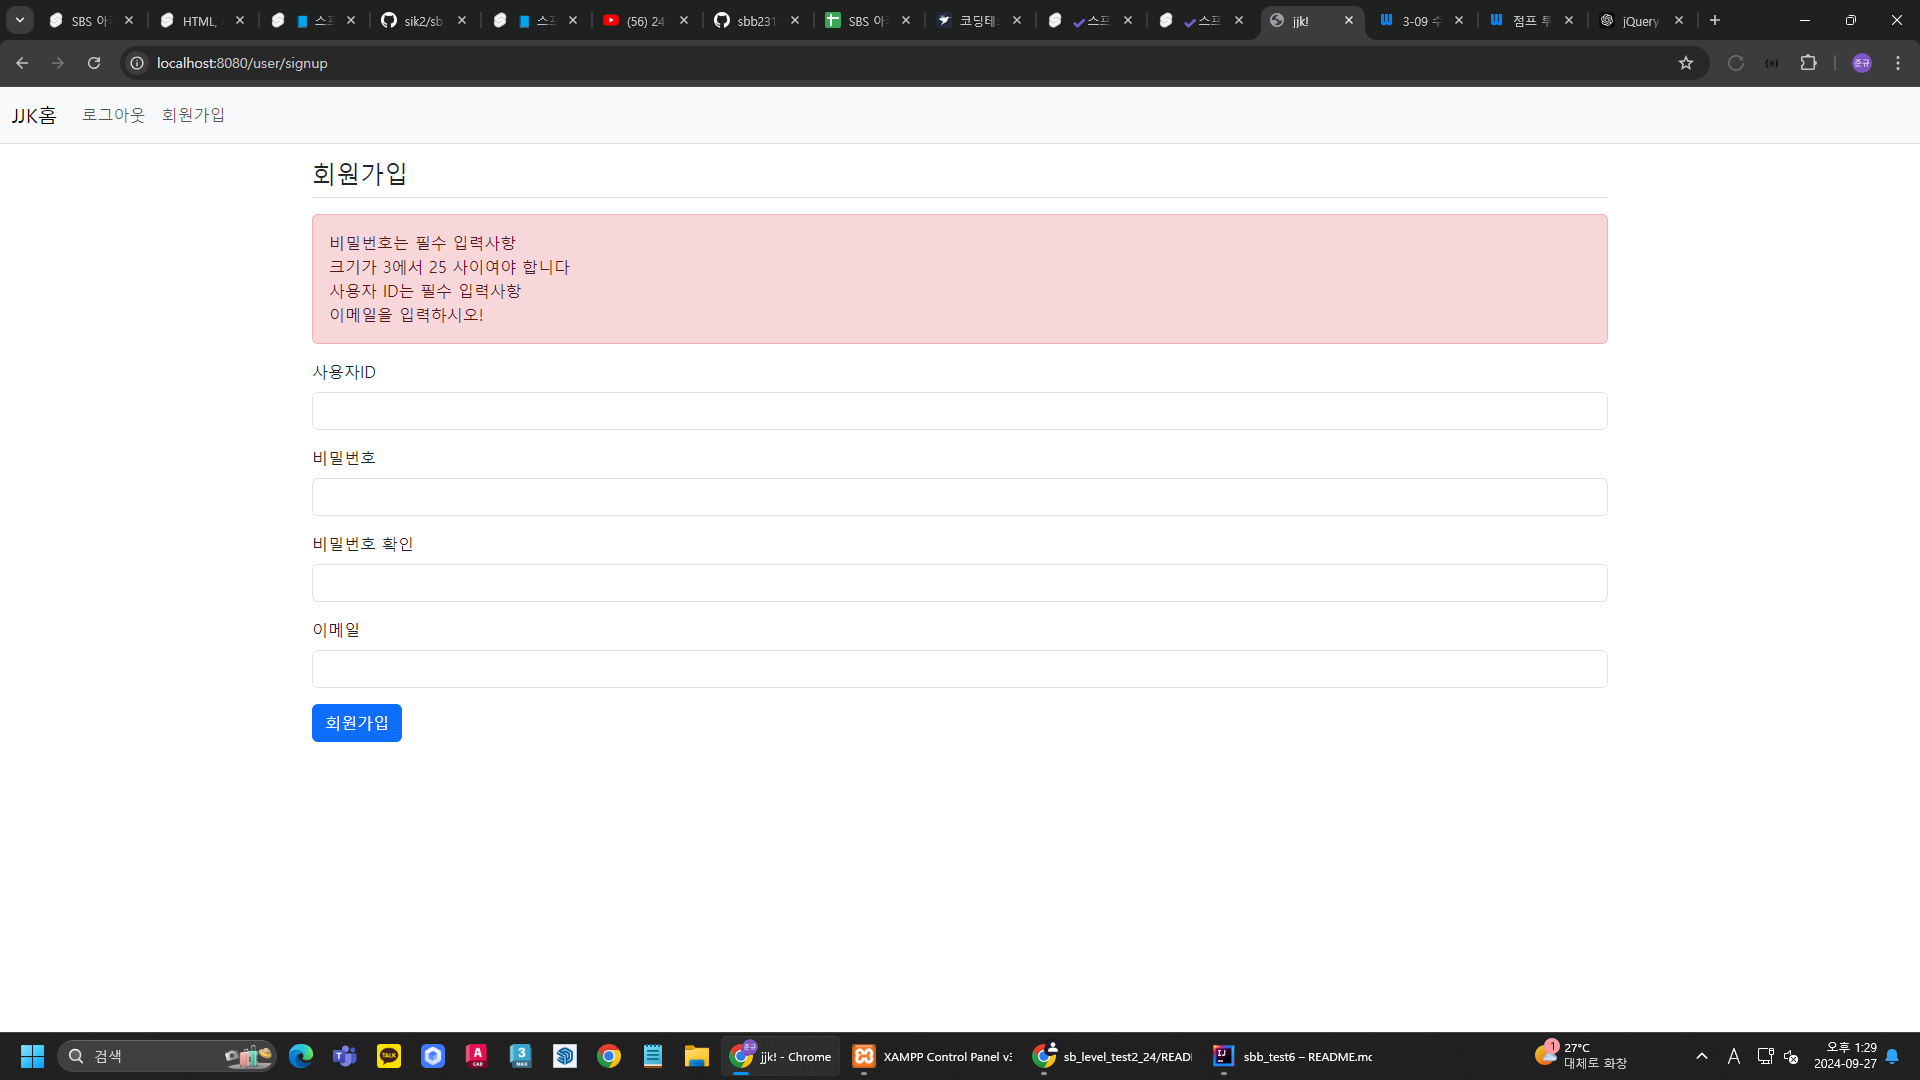 SBS 아
HTML,
스프
sik2/sb
스프
(56) 24
sbb231
SBS 아
코딩테
스프
스프
jjk!
3-09 수
점프 투
jQuery
localhost:8080/user/signup
준규
JJK홈
로그아웃
회원가입
회원가입
비밀번호는 필수 입력사항
크기가 3에서 25 사이여야 합니다
사용자 ID는 필수 입력사항
이메일을 입력하시오!
사용자ID
비밀번호
비밀번호 확인
이메일
회원가입
검색
jjk! - Chrome
XAMPP Control Panel v3
sb_level_test2_24/READ
sbb_test6 – README.md
1
27°C
대체로 화창
A
오후 1:29
2024-09-27